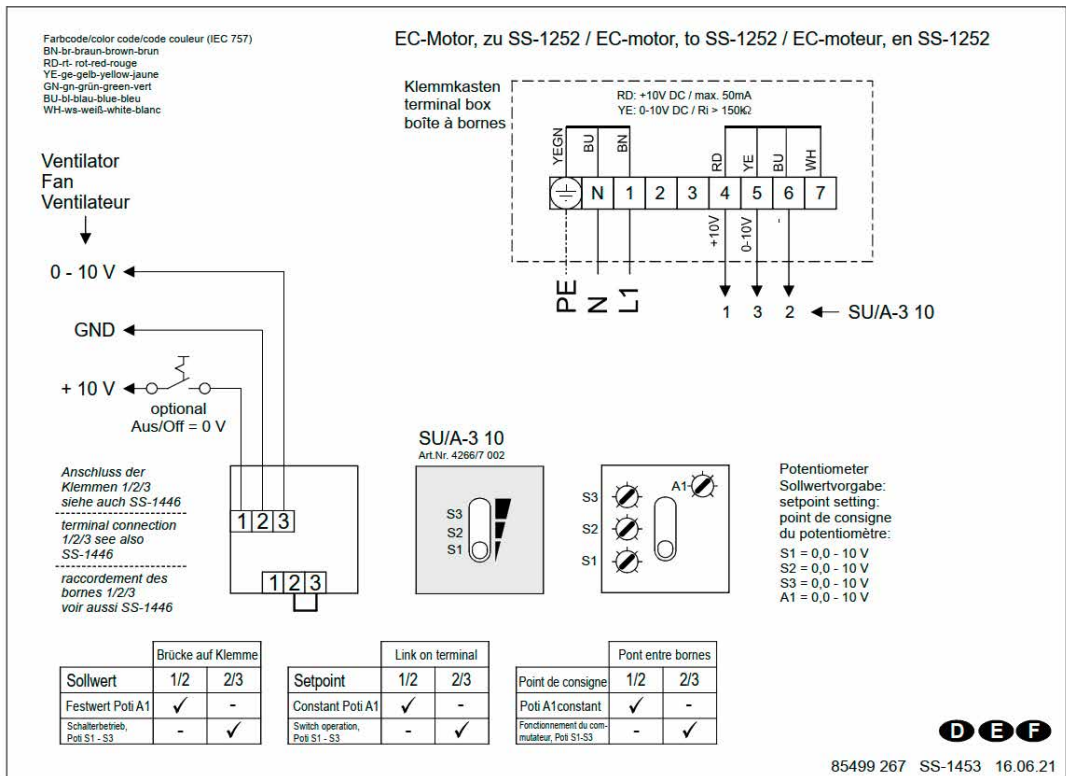 Farbcode/color code/code couleur (IEC 757)
BN-br-braun-brown-brun
RD-rt- rot-red-rouge
YE-ge-gelb-yellow-jaune
GN-gn-grün-green-vert
BU-bl-blau-blue-bleu
WH-ws-weiß-white-blanc
EC-Motor, zu SS-1252 / EC-motor, to SS-1252 / EC-moteur, en SS-1252
Klemmkasten
terminal box
boîte à bornes
RD: +10V DC / max. 50mA
YE: 0-10V DC / Ri > 150kΩ
YEGN BU BN RD YE BU WH
N 1 2 3 4 5 6 7
+10V 0-10V -
PE N L1
1 3 2 SU/A-3 10
Ventilator
Fan
Ventilateur
0 - 10 V
GND
+ 10 V
optional
Aus/Off = 0 V
Anschluss der
Klemmen 1/2/3
siehe auch SS-1446
terminal connection
1/2/3 see also
SS-1446
raccordement des
bornes 1/2/3
voir aussi SS-1446
1 2 3
1 2 3
SU/A-3 10
Art.Nr. 4266/7 002
S3
S2
S1
A1
S3
S2
S1
Potentiometer
Sollwertvorgabe:
setpoint setting:
point de consigne
du potentiomètre:
S1 = 0,0 - 10 V
S2 = 0,0 - 10 V
S3 = 0,0 - 10 V
A1 = 0,0 - 10 V
Brücke auf Klemme
Sollwert 1/2 2/3
Festwert Poti A1 ✓ -
Schalterbetrieb,
Poti S1 - S3 - ✓
Link on terminal
Setpoint 1/2 2/3
Constant Poti A1 ✓ -
Switch operation,
Poti S1 - S3 - ✓
Pont entre bornes
Point de consigne 1/2 2/3
Poti A1constant ✓ -
Fonctionnement du com-
mutateur, Poti S1-S3 - ✓
D E F
85499 267 SS-1453 16.06.21